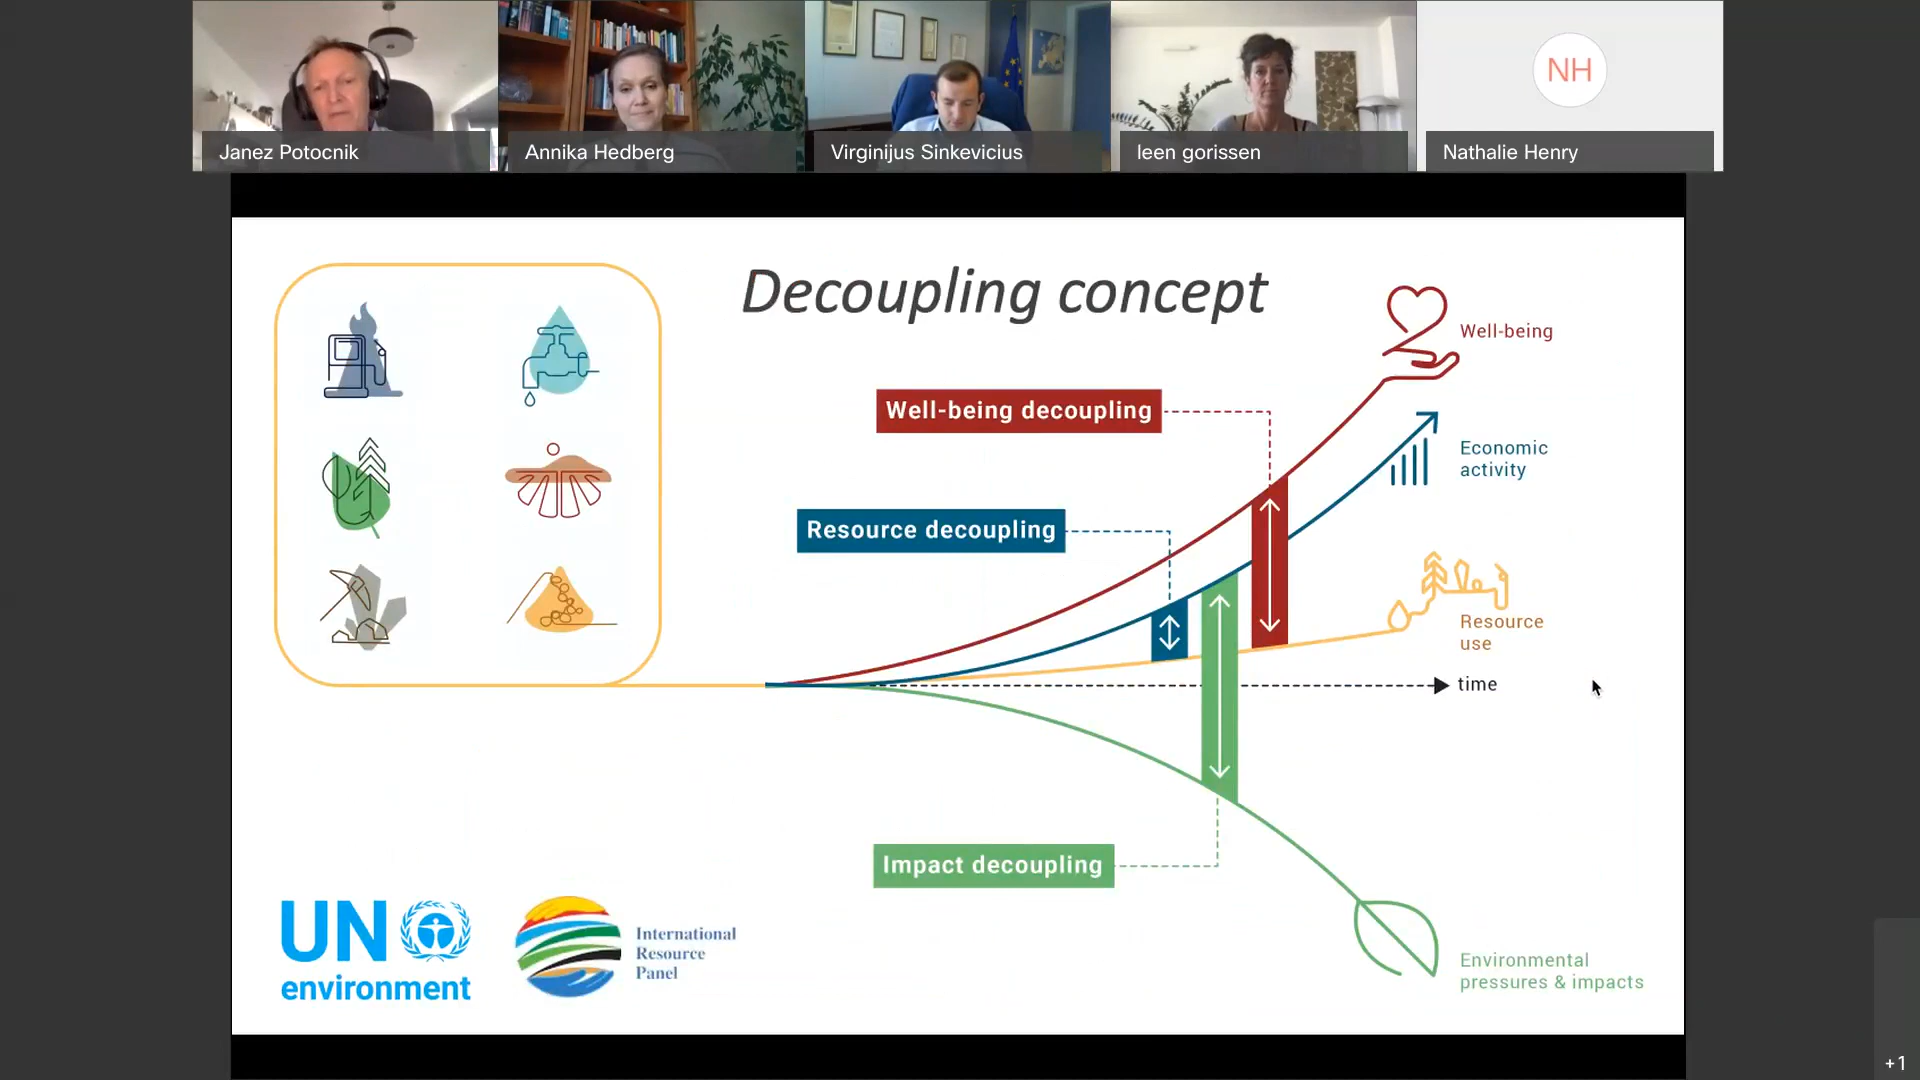 Janez Potocnik
Annika Hedberg
Virginijus Sinkevicius
leen gorissen
NH
Nathalie Henry
Decoupling concept
Well-being
Well-being decoupling
Economic
activity
Resource decoupling
Resource
use
time
Impact decoupling
UN
environment
International
Resource
Panel
Environmental
pressures & impacts
+1